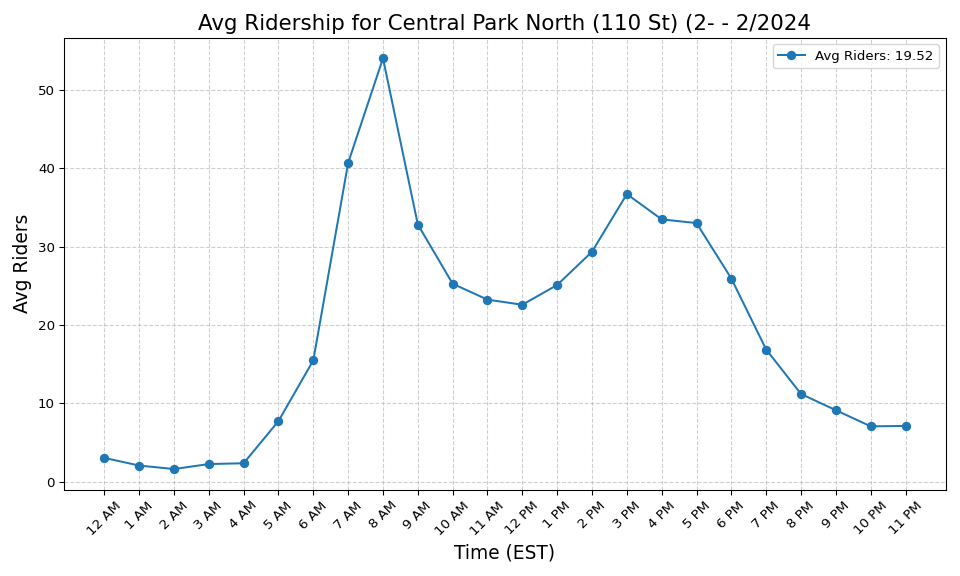 Avg Ridership for Central Park North (110 St) (2- - 2/2024
Avg Riders: 19.52
Avg Riders
50
40
30
20
10
0
12 AM
1 AM
2 AM
3 AM
4 AM
5 AM
6 AM
7 AM
8 AM
9 AM
10 AM
11 AM
12 PM
1 PM
2 PM
3 PM
4 PM
5 PM
6 PM
7 PM
8 PM
9 PM
10 PM
11 PM
Time (EST)